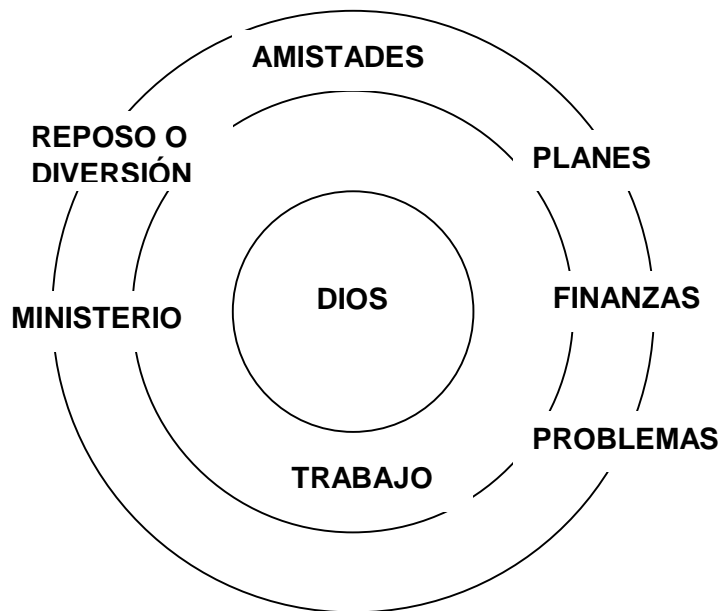 AMISTADES
REPOSO O
DIVERSIÓN
PLANES
DIOS
FINANZAS
MINISTERIO
PROBLEMAS
TRABAJO